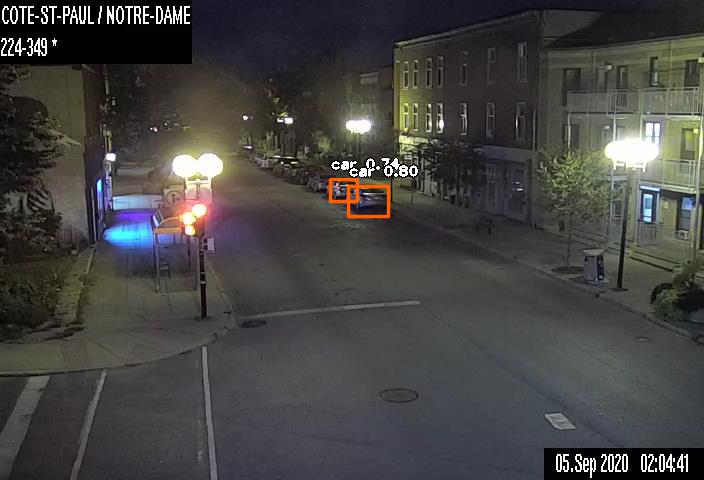 COTE-ST-PAUL / NOTRE-DAME
224-349 *
car 0.74
car 0.80
05.Sep 2020 02:04:41